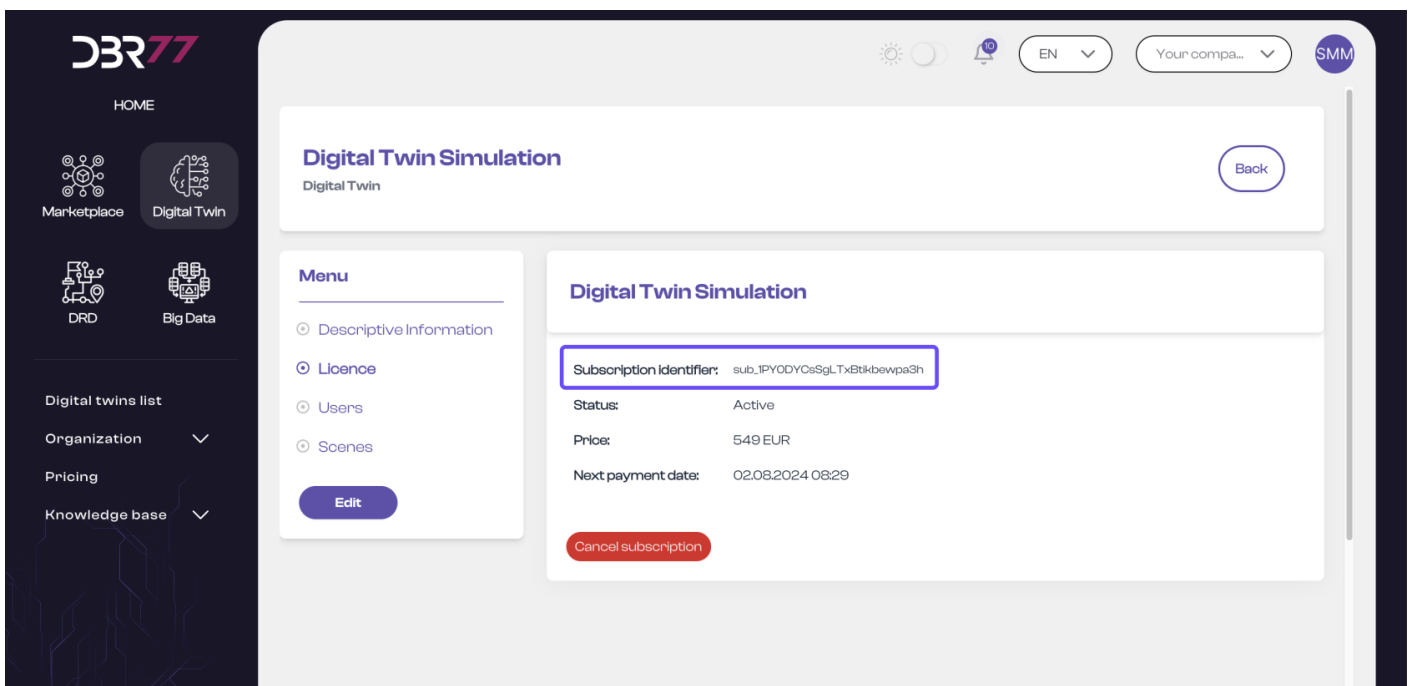 DBR77
10
EN
Your compa...
SMM
HOME
Marketplace
Digital Twin
DRD
Big Data
Digital twins list
Organization
Pricing
Knowledge base
Digital Twin Simulation
Digital Twin
Back
Menu
Descriptive Information
Licence
Users
Scenes
Edit
Digital Twin Simulation
Subscription identifier: sub_1PY0DYCsSgLTxBtikbewpa3h
Status: Active
Price: 549 EUR
Next payment date: 02.08.2024 08:29
Cancel subscription